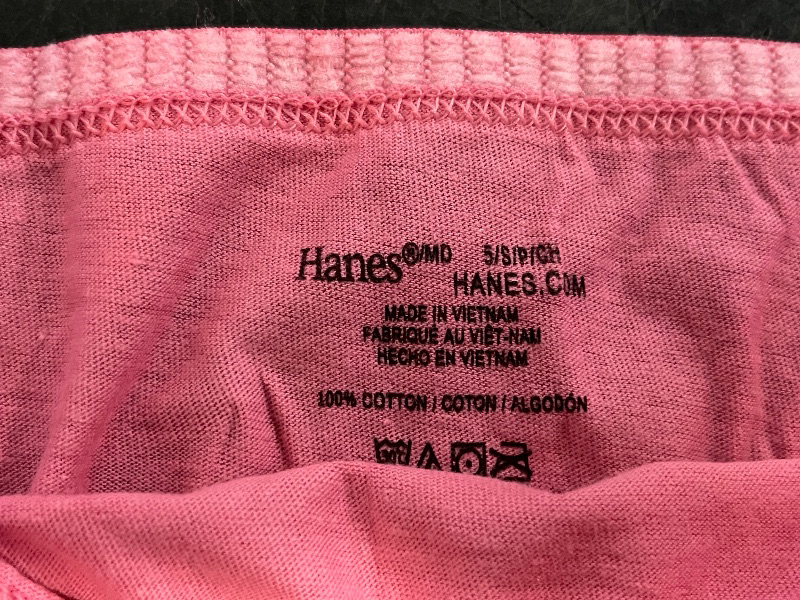 Hanes®/MD 5/S/P/CH
HANES.COM
MADE IN VIETNAM
FABRIQUÉ AU VIÊT-NAM
HECHO EN VIETNAM
100% COTTON / COTON / ALGODÓN